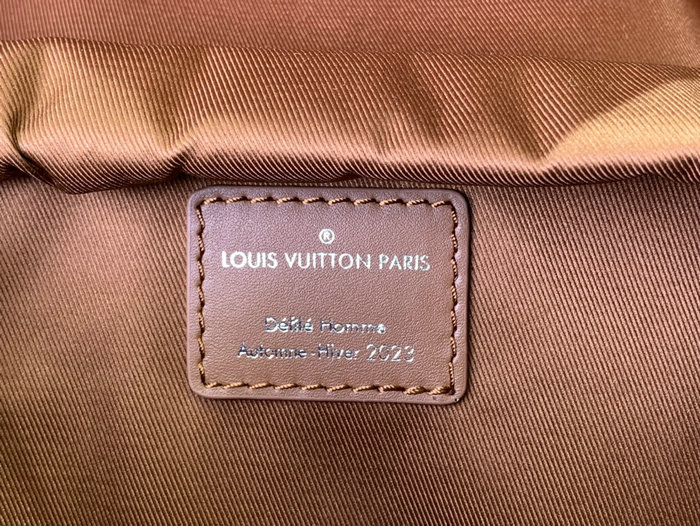 ®
LOUIS VUITTON PARIS
Défilé Homme
Automne-Hiver 2023